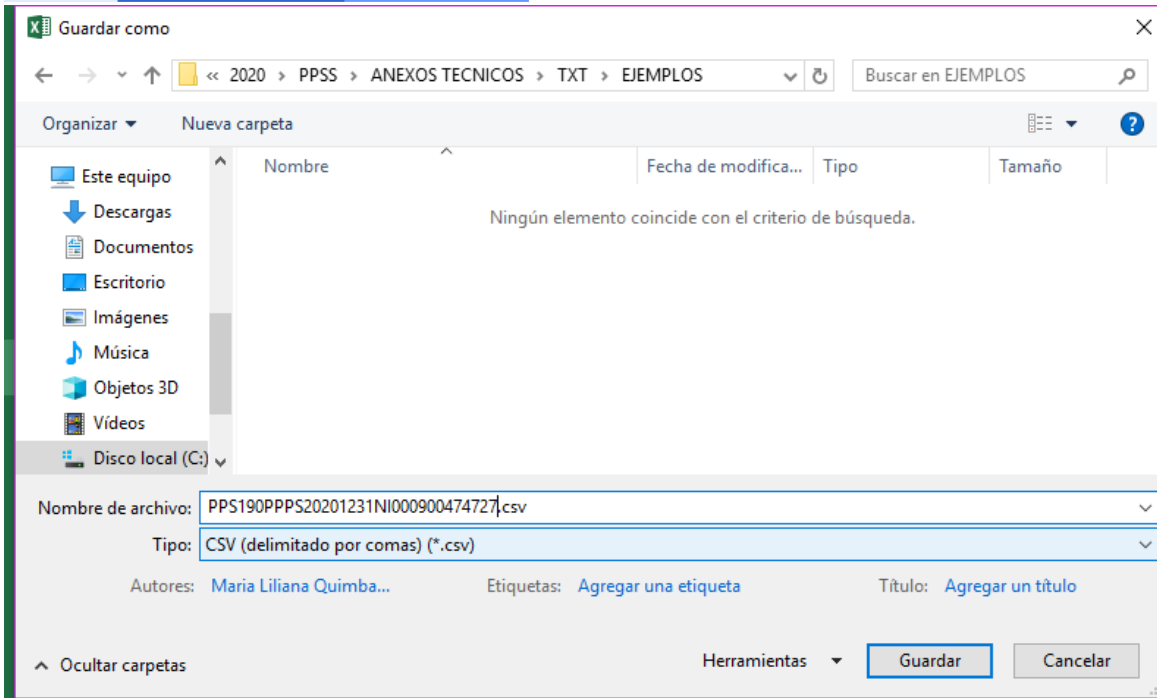 Guardar como
« 2020 > PPSS > ANEXOS TECNICOS > TXT > EJEMPLOS Buscar en EJEMPLOS
Organizar Nueva carpeta ?
Este equipo Nombre Fecha de modifica... Tipo Tamaño
Descargas Ningún elemento coincide con el criterio de búsqueda.
Documentos
Escritorio
Imágenes
Música
Objetos 3D
Vídeos
Disco local (C:)
Nombre de archivo: PPS190PPPS20201231NI000900474727.csv
Tipo: CSV (delimitado por comas) (*.csv)
Autores: Maria Liliana Quimba... Etiquetas: Agregar una etiqueta Título: Agregar un título
Ocultar carpetas Herramientas Guardar Cancelar